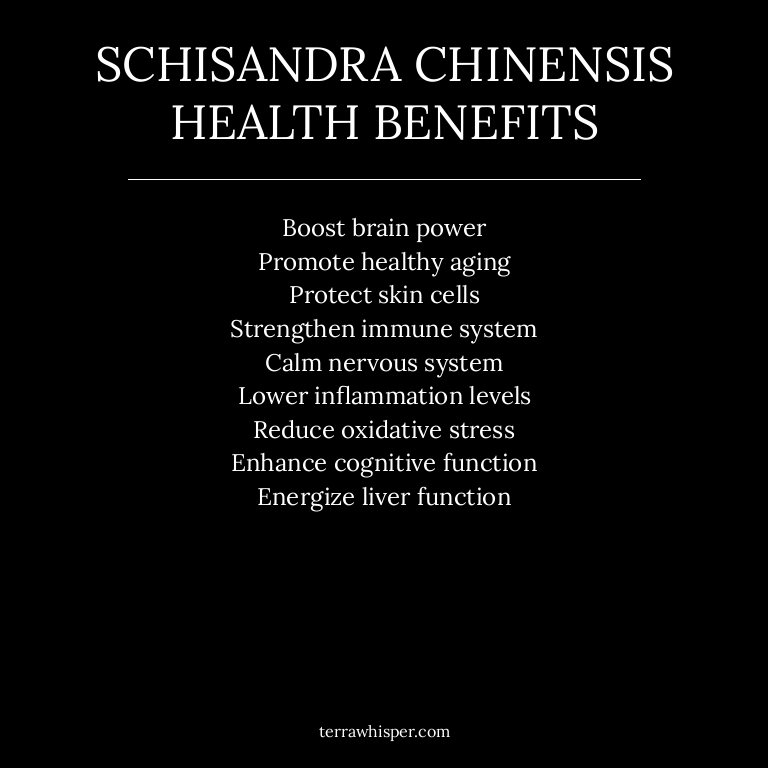 SCHISANDRA CHINENSIS
HEALTH BENEFITS
Boost brain power
Promote healthy aging
Protect skin cells
Strengthen immune system
Calm nervous system
Lower inflammation levels
Reduce oxidative stress
Enhance cognitive function
Energize liver function
terrawhisper.com